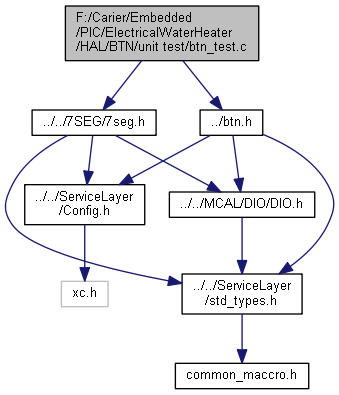 F:/Carier/Embedded
/PIC/ElectricalWaterHeater
/HAL/BTN/unit test/btn_test.c
../../7SEG/7seg.h
../btn.h
../../ServiceLayer
/Config.h
../../MCAL/DIO/DIO.h
xc.h
../../ServiceLayer
/std_types.h
common_maccro.h